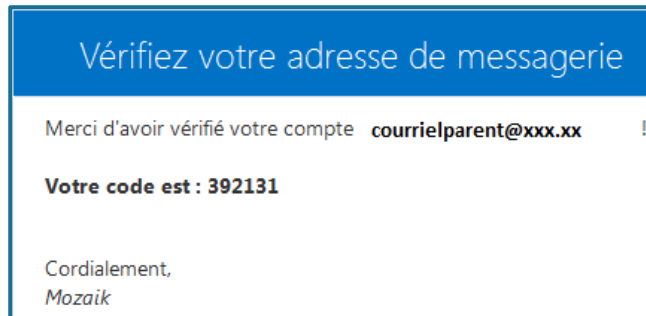 Vérifiez votre adresse de messagerie
Merci d'avoir vérifié votre compte courrielparent@xxx.xx !
Votre code est : 392131
Cordialement,
Mozaik